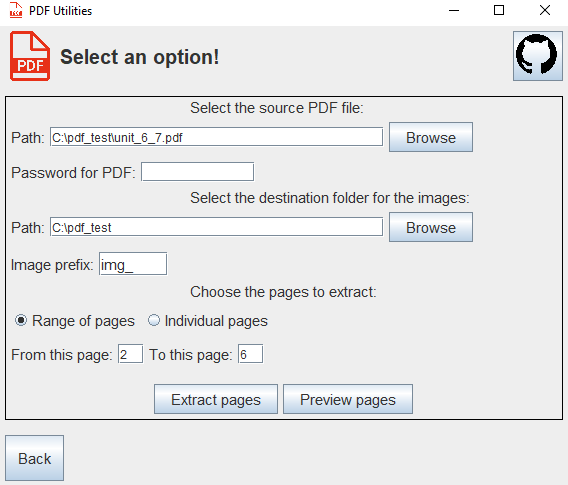 PDF Utilities
PDF Select an option!
Select the source PDF file:
Path: C:\pdf_test\unit_6_7.pdf Browse
Password for PDF:
Select the destination folder for the images:
Path: C:\pdf_test Browse
Image prefix: img_
Choose the pages to extract:
Range of pages Individual pages
From this page: 2 To this page: 6
Extract pages Preview pages
Back